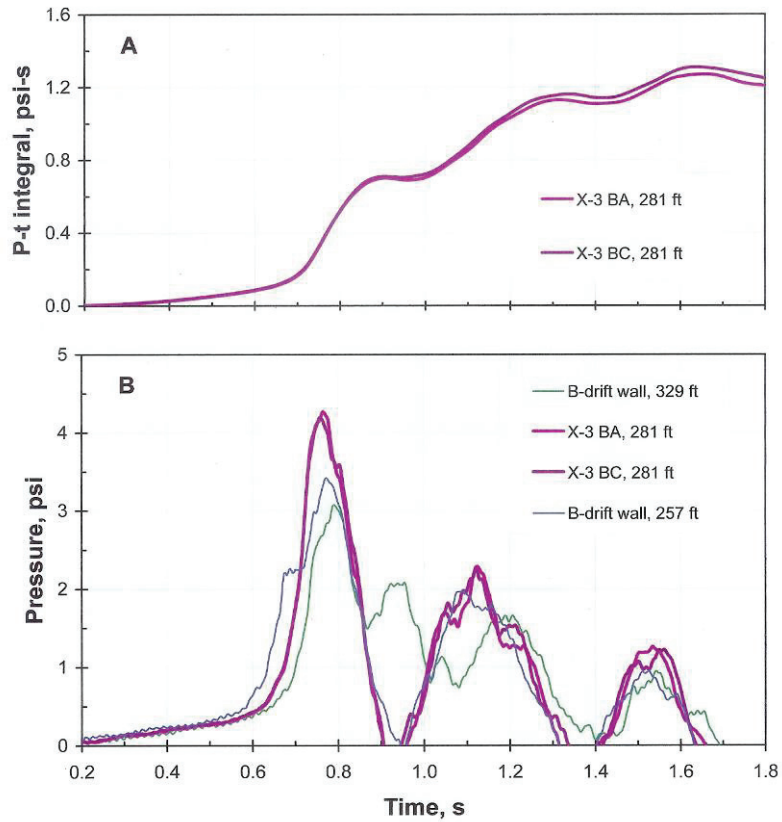 A
P-t integral, psi-s
1.6
1.2
0.8
0.4
0.0
X-3 BA, 281 ft
X-3 BC, 281 ft
B
Pressure, psi
5
4
3
2
1
0
B-drift wall, 329 ft
X-3 BA, 281 ft
X-3 BC, 281 ft
B-drift wall, 257 ft
0.2 0.4 0.6 0.8 1.0 1.2 1.4 1.6 1.8
Time, s